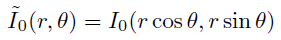 Ĩ₀(r, θ) = I₀(r cos θ, r sin θ)